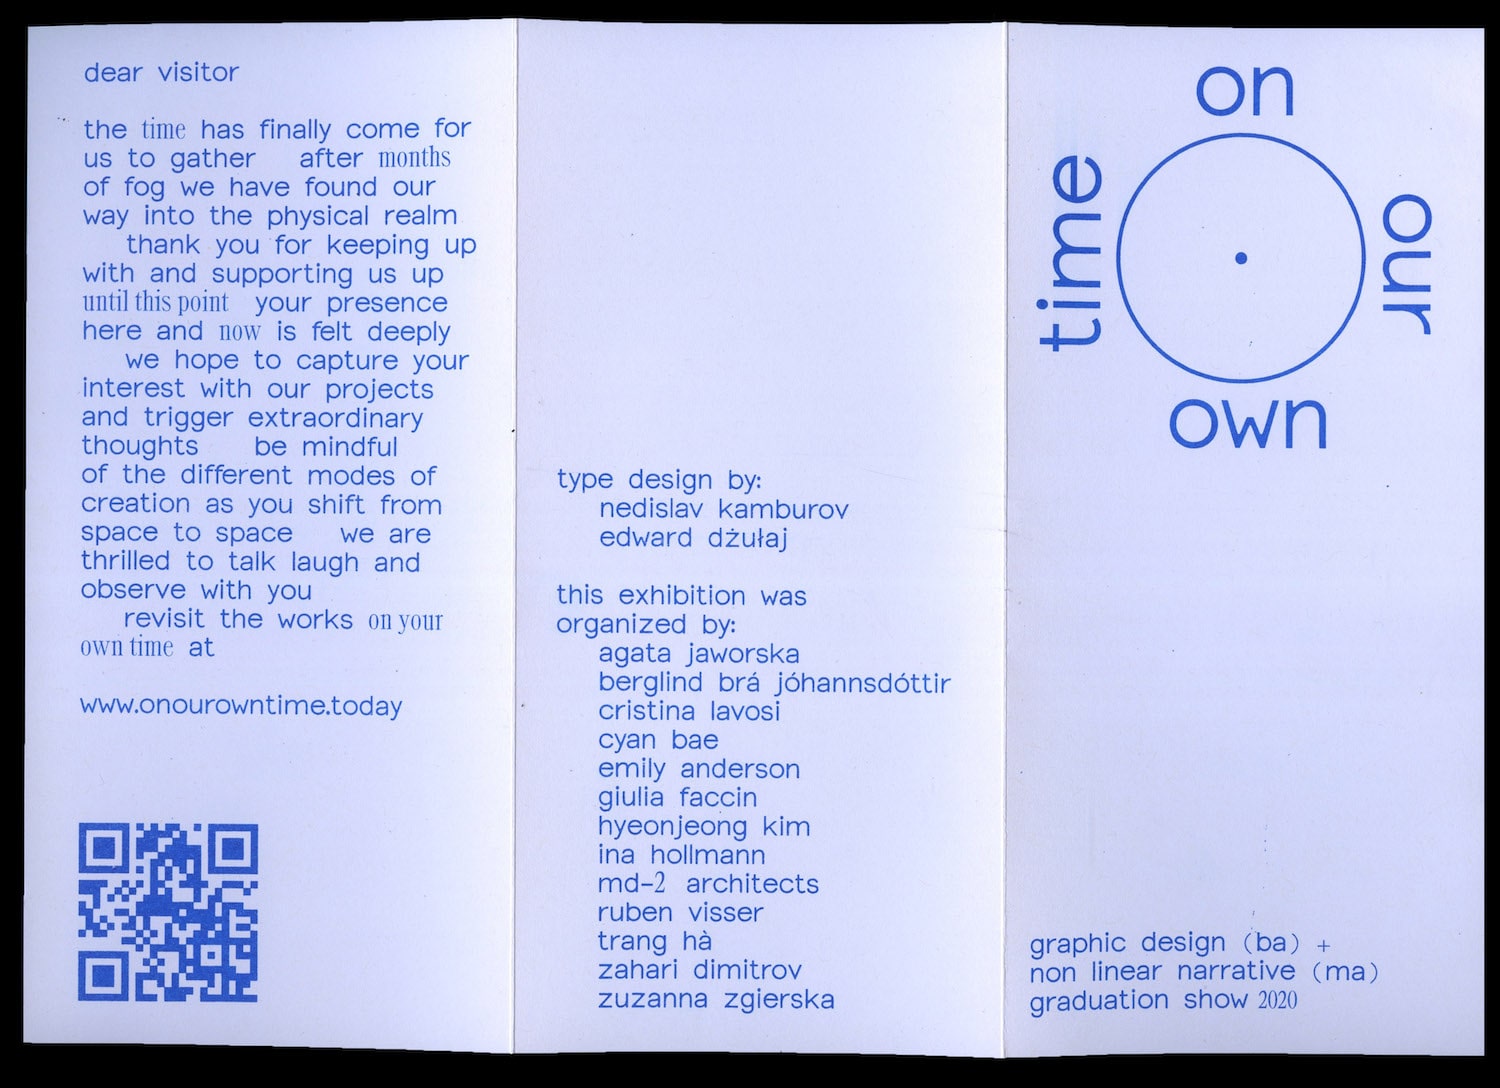 dear visitor
the time has finally come for
us to gather after months
of fog we have found our
way into the physical realm
thank you for keeping up
with and supporting us up
until this point your presence
here and now is felt deeply
we hope to capture your
interest with our projects
and trigger extraordinary
thoughts be mindful
of the different modes of
creation as you shift from
space to space we are
thrilled to talk laugh and
observe with you
revisit the works on your
own time at
www.onourowntime.today
type design by:
nedislav kamburov
edward dżułaj
this exhibition was
organized by:
agata jaworska
berglind brá jóhannsdóttir
cristina lavosi
cyan bae
emily anderson
giulia faccin
hyeonjeong kim
ina hollmann
md-2 architects
ruben visser
trang hà
zahari dimitrov
zuzanna zgierska
on
our
own
time
graphic design (ba) +
non linear narrative (ma)
graduation show 2020